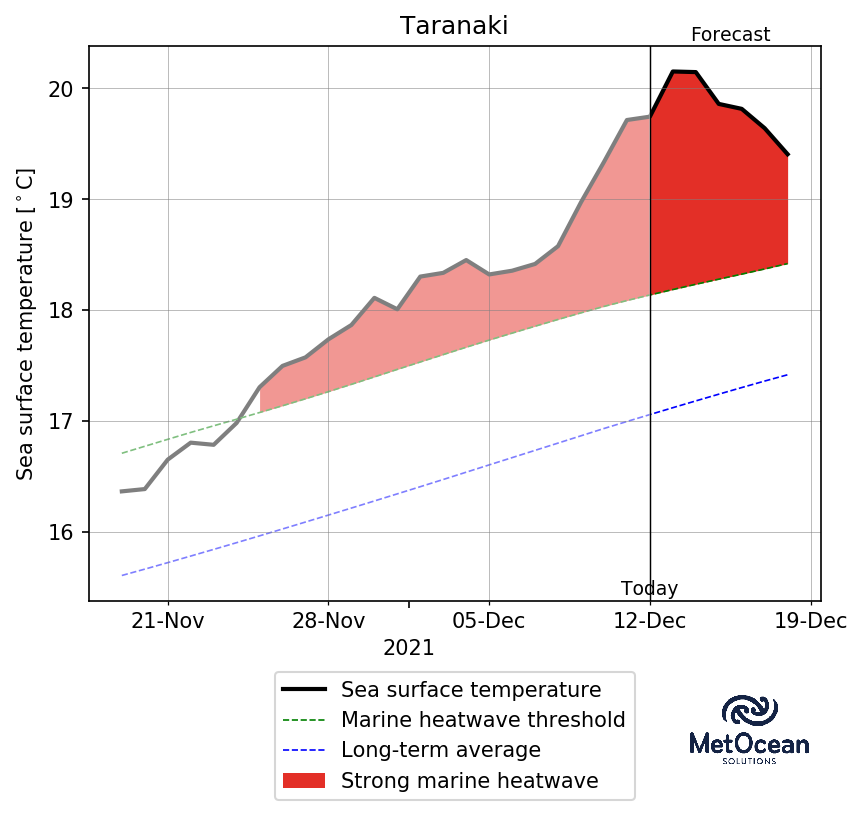 Taranaki
Forecast
Sea surface temperature [°C]
20
19
18
17
16
Today
21-Nov
28-Nov
05-Dec
12-Dec
19-Dec
2021
Sea surface temperature
Marine heatwave threshold
Long-term average
Strong marine heatwave
MetOcean
SOLUTIONS